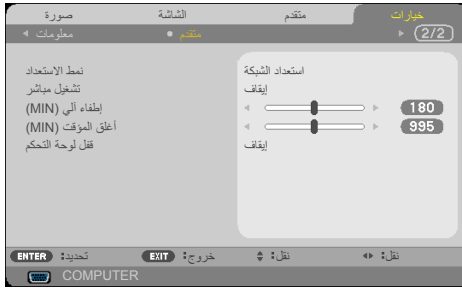 خيارات متقدم الشاشة صورة
(2/2) متقدم معلومات
نمط الاستعداد استعداد الشبكة
تشغيل مباشر إيقاف
إطفاء آلي (MIN) 180
أغلق المؤقت (MIN) 995
قفل لوحة التحكم إيقاف
ENTER تحديد: EXIT خروج: نقل: نقل:
COMPUTER